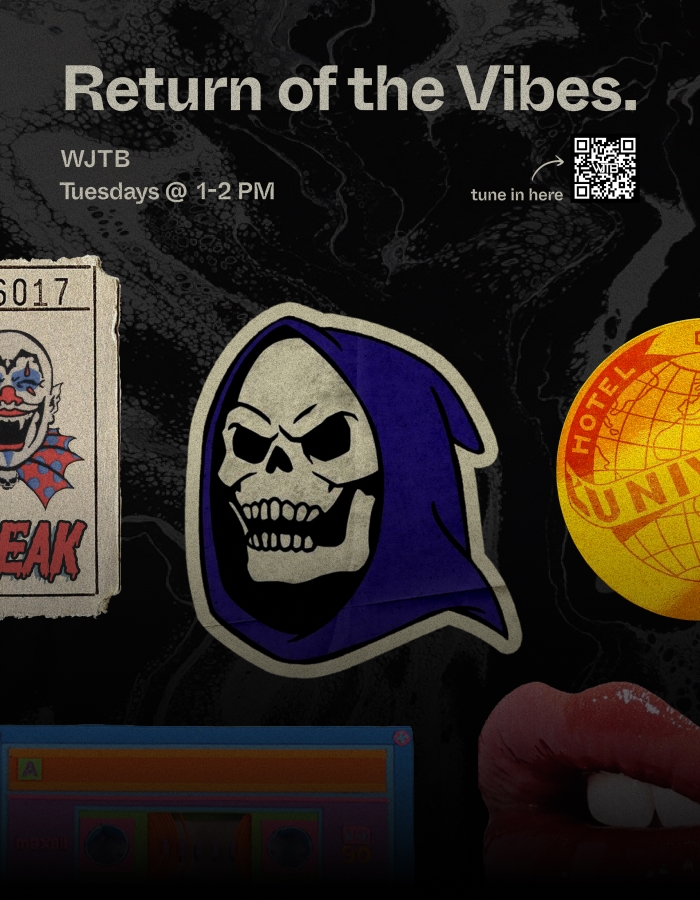 Return of the Vibes.
WJTB
Tuesdays @ 1-2 PM
tune in here
6017
EAK
HOTEL
UNIV
A